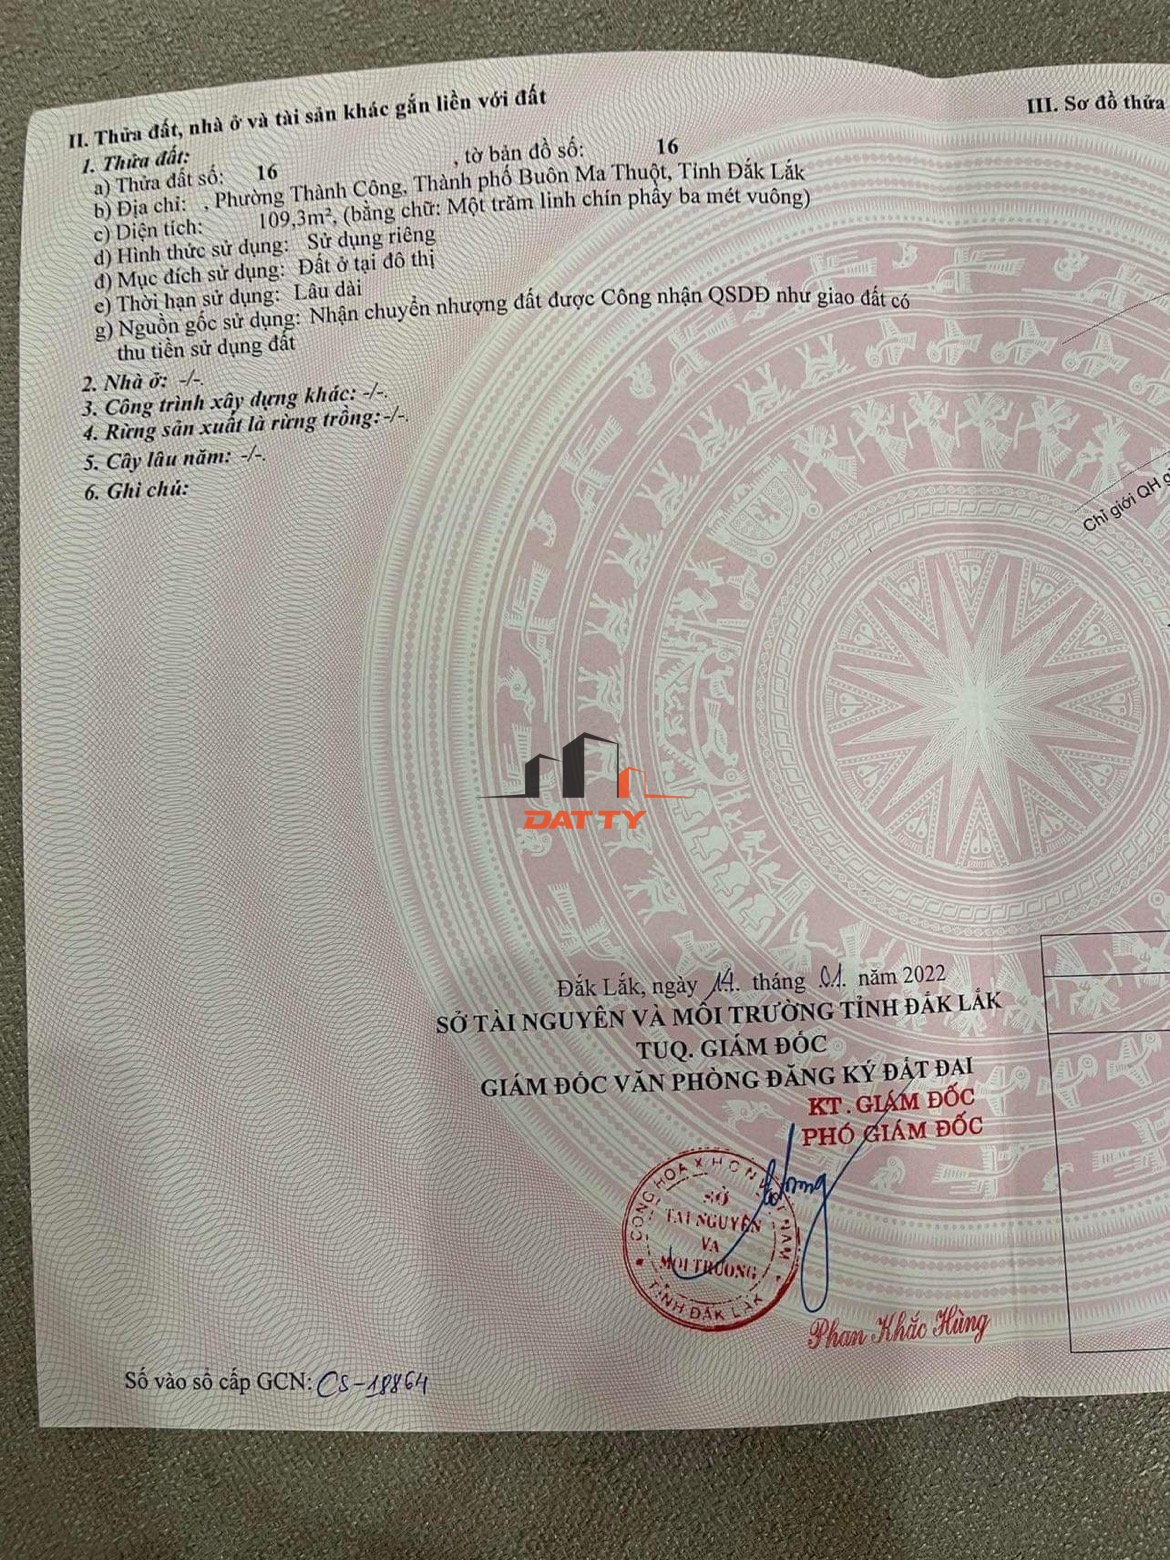 II. Thửa đất, nhà ở và tài sản khác gắn liền với đất
1. Thửa đất:
a) Thửa đất số: 16 , tờ bản đồ số: 16
b) Địa chỉ: , Phường Thành Công, Thành phố Buôn Ma Thuột, Tỉnh Đắk Lắk
c) Diện tích: 109,3m², (bằng chữ: Một trăm linh chín phẩy ba mét vuông)
d) Hình thức sử dụng: Sử dụng riêng
đ) Mục đích sử dụng: Đất ở tại đô thị
e) Thời hạn sử dụng: Lâu dài
g) Nguồn gốc sử dụng: Nhận chuyển nhượng đất được Công nhận QSDĐ như giao đất có
thu tiền sử dụng đất
2. Nhà ở: -/-.
3. Công trình xây dựng khác: -/-.
4. Rừng sản xuất là rừng trồng: -/-.
5. Cây lâu năm: -/-.
6. Ghi chú:
III. Sơ đồ thửa
Chỉ giới QH g
DAT TY
Đắk Lắk, ngày 14. tháng 01. năm 2022
SỞ TÀI NGUYÊN VÀ MÔI TRƯỜNG TỈNH ĐẮK LẮK
TUQ. GIÁM ĐỐC
GIÁM ĐỐC VĂN PHÒNG ĐĂNG KÝ ĐẤT ĐAI
KT. GIÁM ĐỐC
PHÓ GIÁM ĐỐC
SỞ
TÀI NGUYÊN
VÀ
MÔI TRƯỜNG
TỈNH ĐẮK LẮK
Phan Khắc Hùng
Số vào sổ cấp GCN: CS-18864